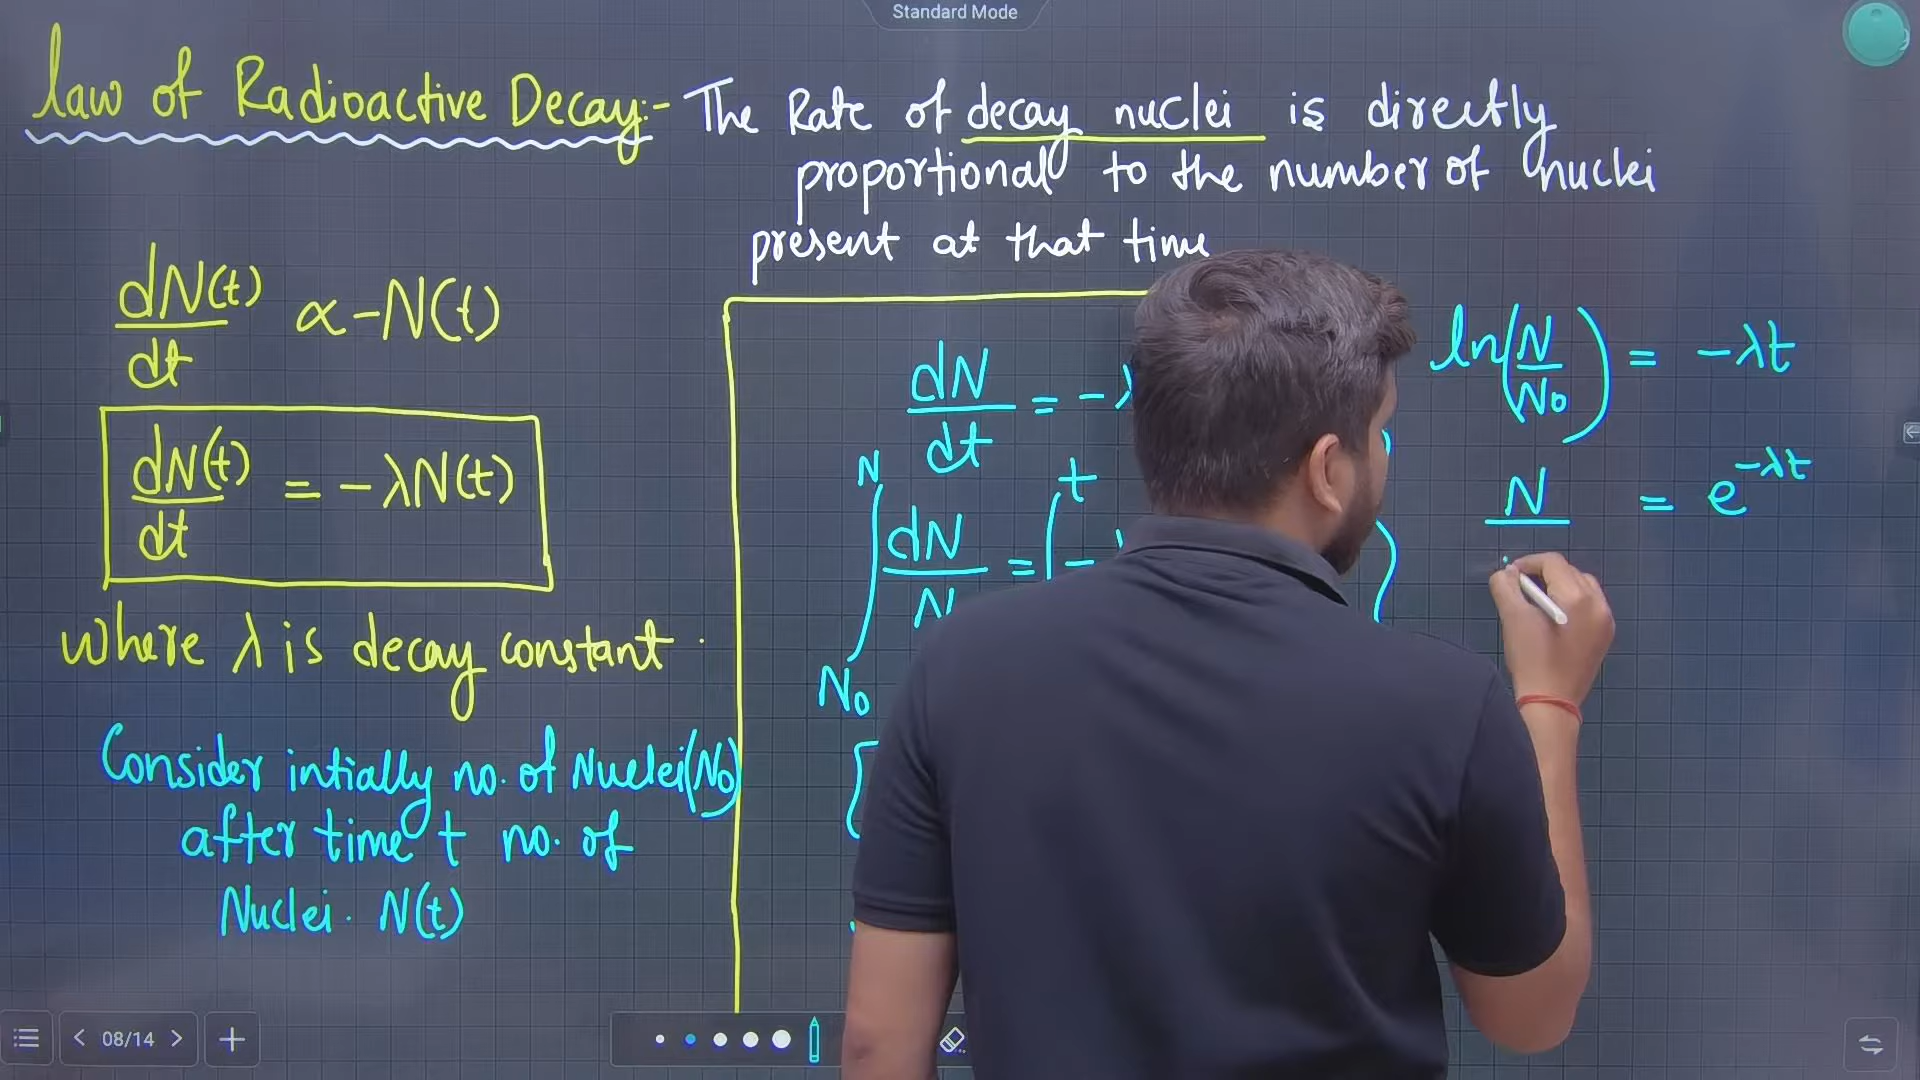 Standard Mode
law of Radioactive Decay:- The Rate of decay nuclei is directly
proportional to the number of nuclei
present at that time
dN(t)/dt ∝ -N(t)
dN(t)/dt = -λN(t)
where λ is decay constant.
Consider intially no. of Nuclei(N₀)
after time t no. of
Nuclei. N(t)
dN/dt = -λ
N t
∫ dN/N = ∫ -λ
N₀
ln(N/N₀) = -λt
N = e^-λt
08/14